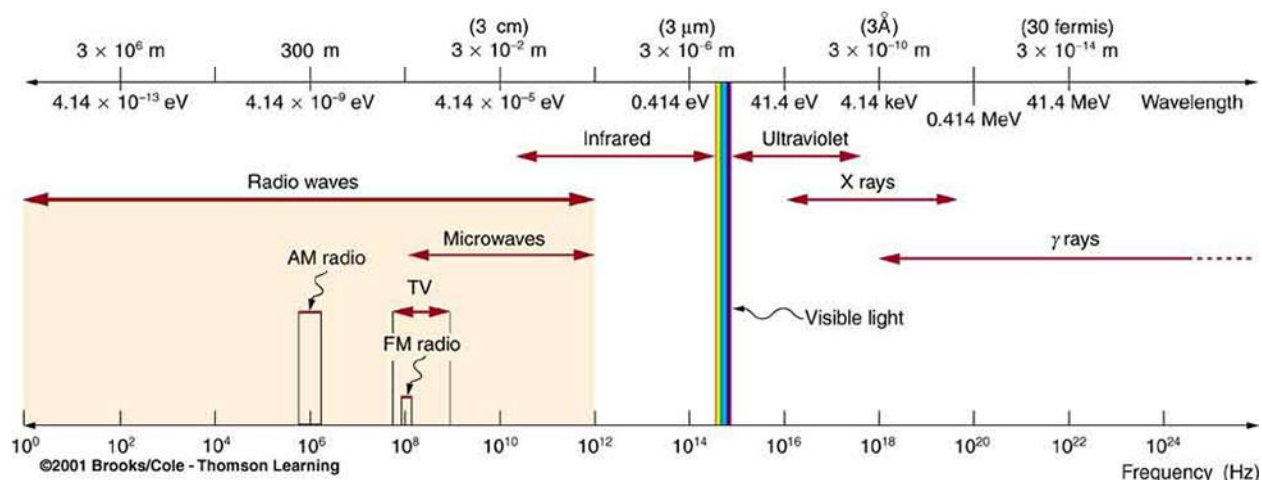 (3 cm) (3 μm) (3Å) (30 fermis)
3 × 10⁶ m 300 m 3 × 10⁻² m 3 × 10⁻⁶ m 3 × 10⁻¹⁰ m 3 × 10⁻¹⁴ m
4.14 × 10⁻¹³ eV 4.14 × 10⁻⁹ eV 4.14 × 10⁻⁵ eV 0.414 eV 41.4 eV 4.14 keV 41.4 MeV Wavelength
0.414 MeV
Infrared Ultraviolet
Radio waves X rays
Microwaves γ rays
AM radio
TV
Visible light
FM radio
10⁰ 10² 10⁴ 10⁶ 10⁸ 10¹⁰ 10¹² 10¹⁴ 10¹⁶ 10¹⁸ 10²⁰ 10²² 10²⁴
©2001 Brooks/Cole - Thomson Learning
Frequency (Hz)